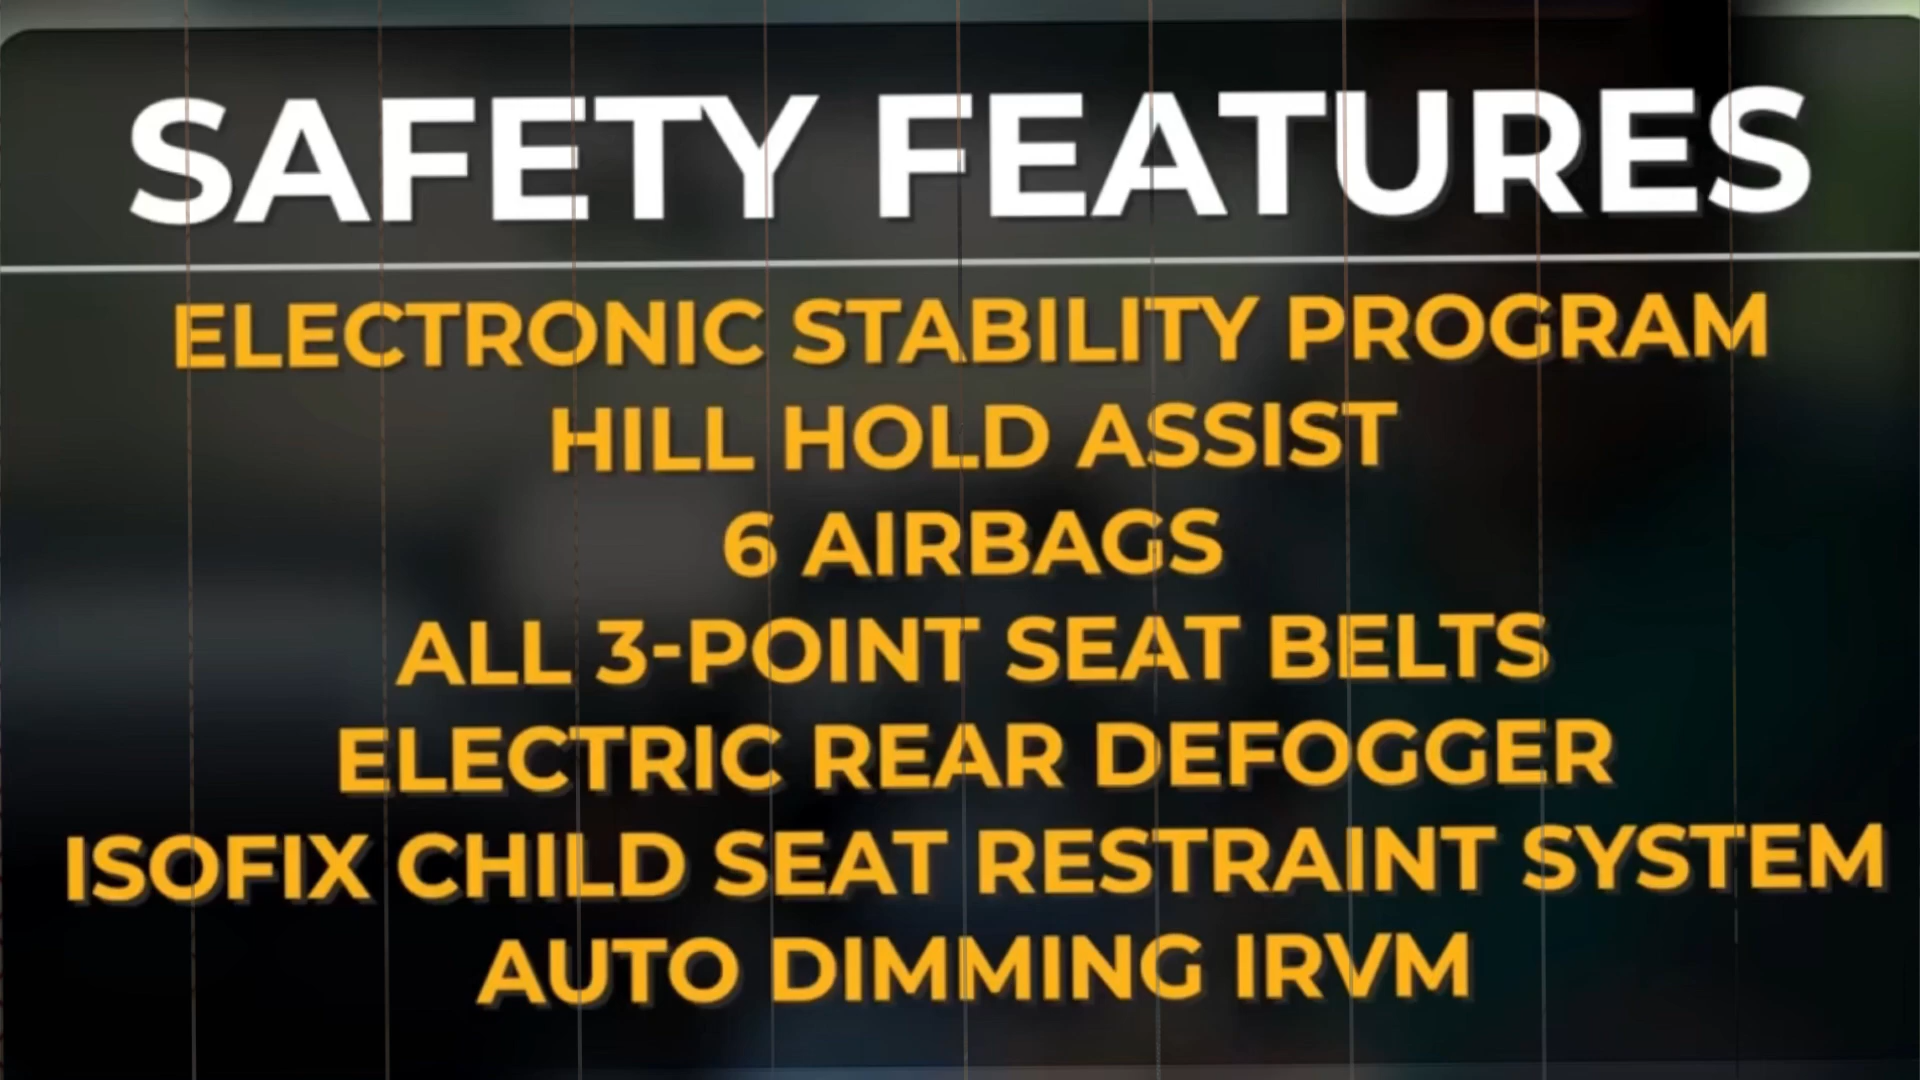 SAFETY FEATURES
ELECTRONIC STABILITY PROGRAM
HILL HOLD ASSIST
6 AIRBAGS
ALL 3-POINT SEAT BELTS
ELECTRIC REAR DEFOGGER
ISOFIX CHILD SEAT RESTRAINT SYSTEM
AUTO DIMMING IRVM